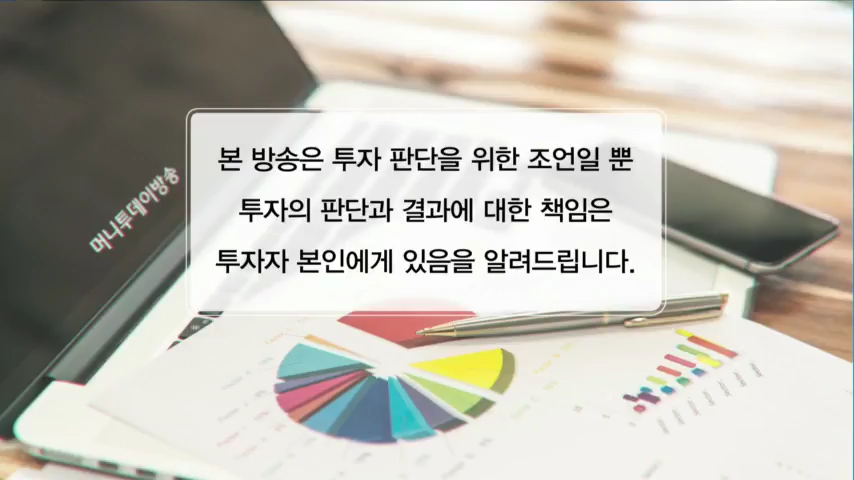 본 방송은 투자 판단을 위한 조언일 뿐
투자의 판단과 결과에 대한 책임은
투자자 본인에게 있음을 알려드립니다.
머니투데이방송